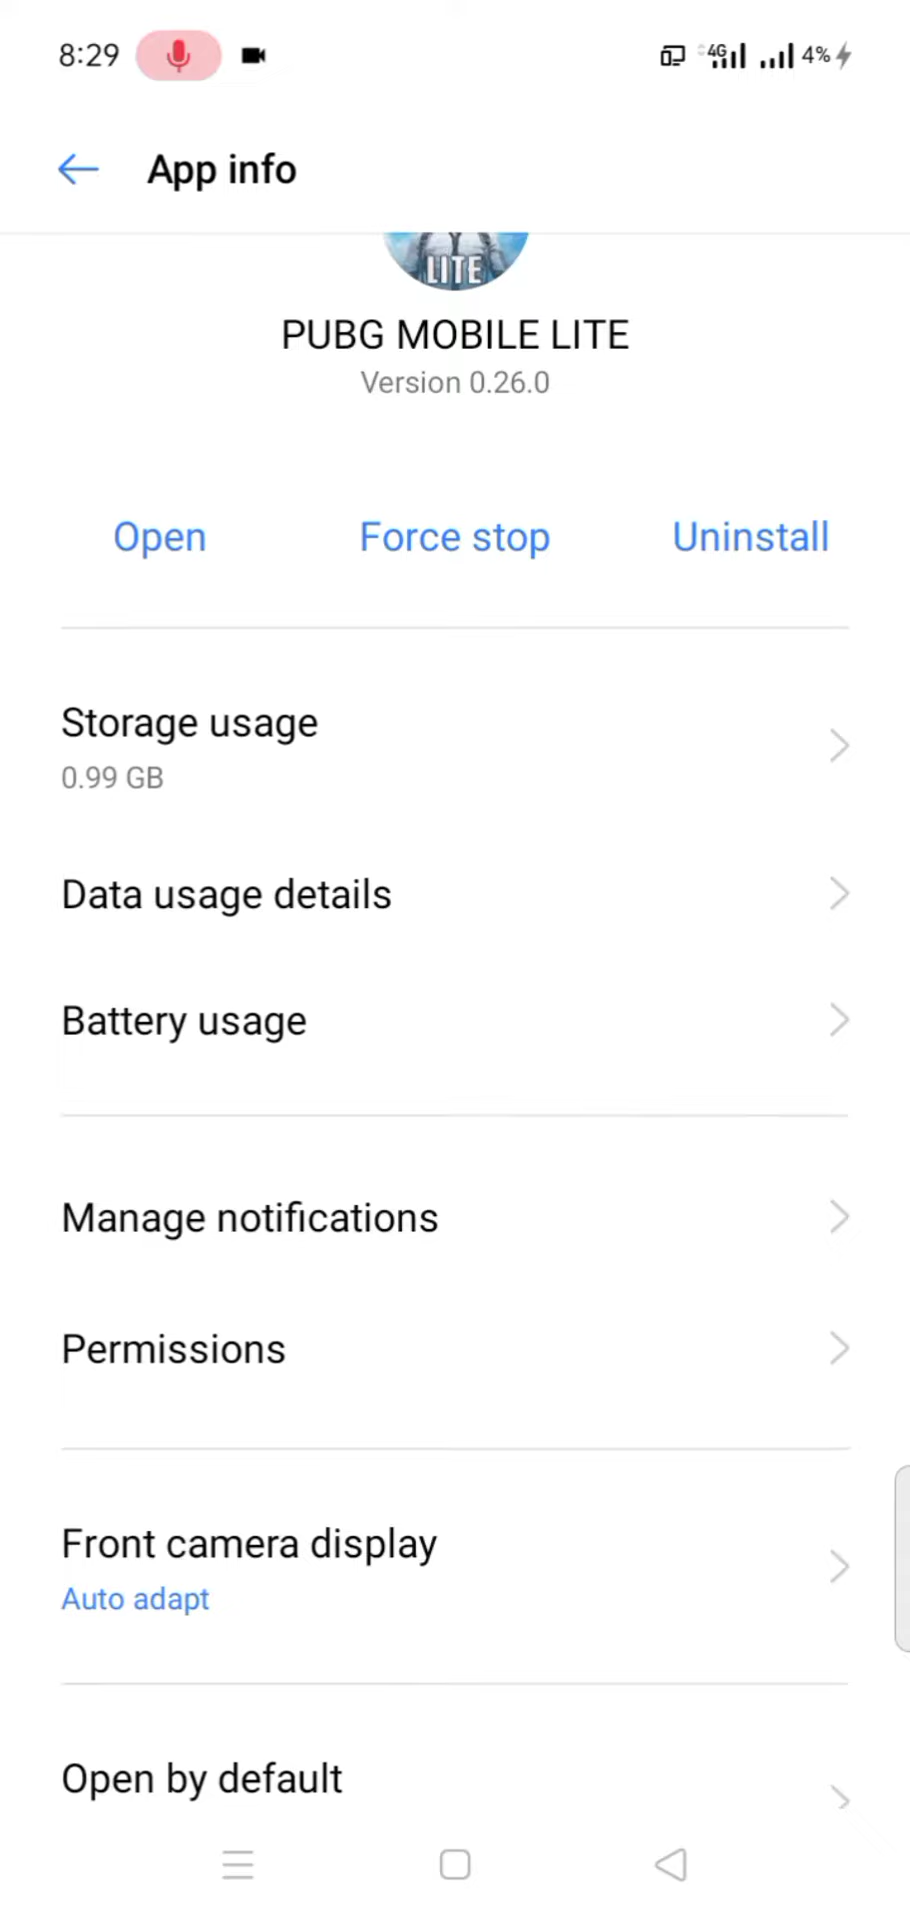 8:29
4G
4%
App info
LITE
PUBG MOBILE LITE
Version 0.26.0
Open
Force stop
Uninstall
Storage usage
0.99 GB
Data usage details
Battery usage
Manage notifications
Permissions
Front camera display
Auto adapt
Open by default